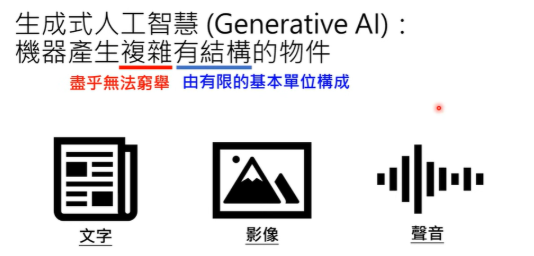 生成式人工智慧 (Generative AI)：
機器產生複雜有結構的物件
盡乎無法窮舉 由有限的基本單位構成
文字 影像 聲音